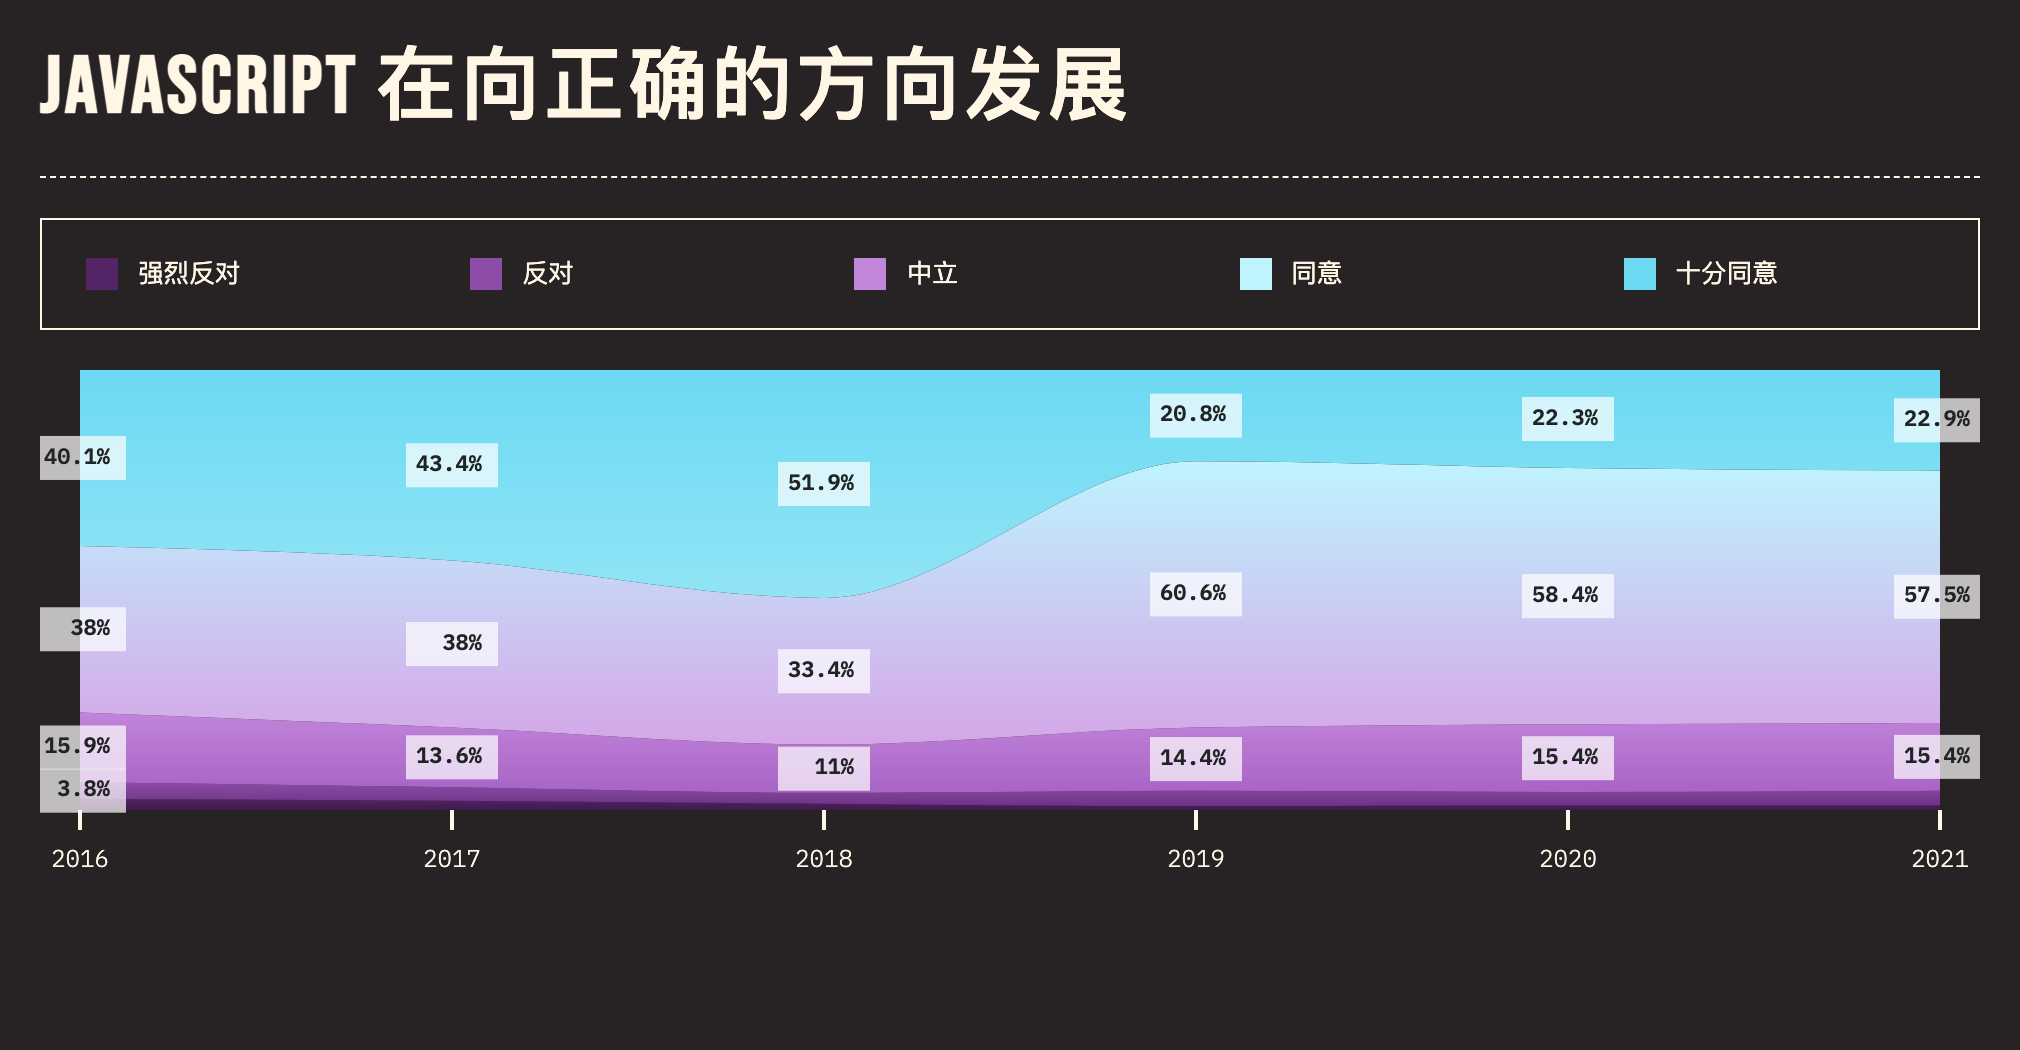 JAVASCRIPT 在向正确的方向发展
强烈反对 反对 中立 同意 十分同意
20.8% 22.3% 22.9%
40.1% 43.4% 51.9%
60.6% 58.4% 57.5%
38% 38% 33.4%
15.9% 13.6% 11% 14.4% 15.4% 15.4%
3.8%
2016 2017 2018 2019 2020 2021